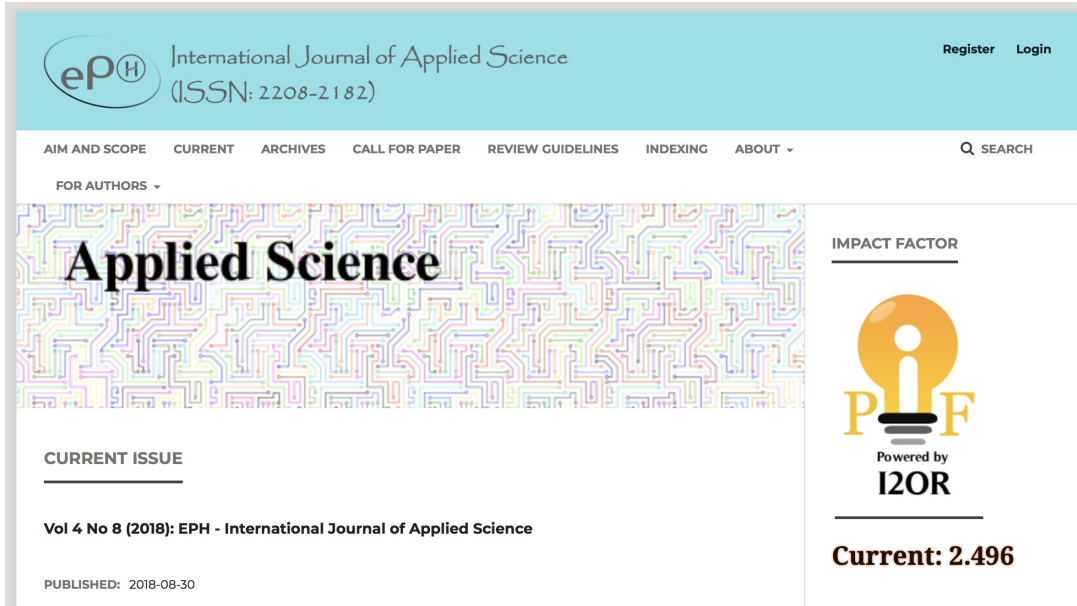 ePH
International Journal of Applied Science
(ISSN: 2208-2182)
Register Login
AIM AND SCOPE CURRENT ARCHIVES CALL FOR PAPER REVIEW GUIDELINES INDEXING ABOUT SEARCH
FOR AUTHORS
Applied Science
IMPACT FACTOR
PiF
Powered by
I2OR
Current: 2.496
CURRENT ISSUE
Vol 4 No 8 (2018): EPH - International Journal of Applied Science
PUBLISHED: 2018-08-30